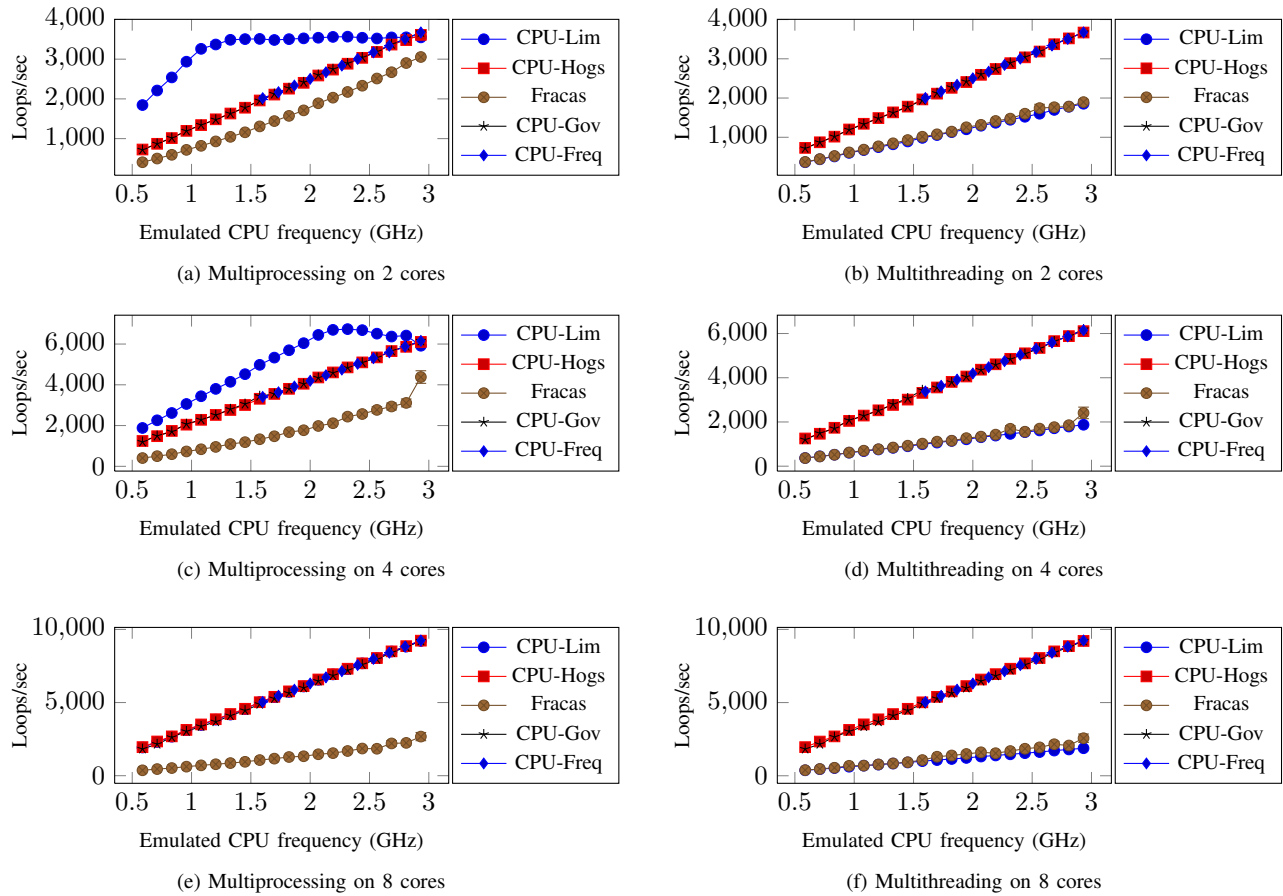 4,000
3,000
2,000
1,000
Loops/sec
0.5 1 1.5 2 2.5 3
Emulated CPU frequency (GHz)
CPU-Lim
CPU-Hogs
Fracas
CPU-Gov
CPU-Freq
(a) Multiprocessing on 2 cores
4,000
3,000
2,000
1,000
Loops/sec
0.5 1 1.5 2 2.5 3
Emulated CPU frequency (GHz)
CPU-Lim
CPU-Hogs
Fracas
CPU-Gov
CPU-Freq
(b) Multithreading on 2 cores
6,000
4,000
2,000
0
Loops/sec
0.5 1 1.5 2 2.5 3
Emulated CPU frequency (GHz)
CPU-Lim
CPU-Hogs
Fracas
CPU-Gov
CPU-Freq
(c) Multiprocessing on 4 cores
6,000
4,000
2,000
0
Loops/sec
0.5 1 1.5 2 2.5 3
Emulated CPU frequency (GHz)
CPU-Lim
CPU-Hogs
Fracas
CPU-Gov
CPU-Freq
(d) Multithreading on 4 cores
10,000
5,000
0
Loops/sec
0.5 1 1.5 2 2.5 3
Emulated CPU frequency (GHz)
CPU-Lim
CPU-Hogs
Fracas
CPU-Gov
CPU-Freq
(e) Multiprocessing on 8 cores
10,000
5,000
0
Loops/sec
0.5 1 1.5 2 2.5 3
Emulated CPU frequency (GHz)
CPU-Lim
CPU-Hogs
Fracas
CPU-Gov
CPU-Freq
(f) Multithreading on 8 cores